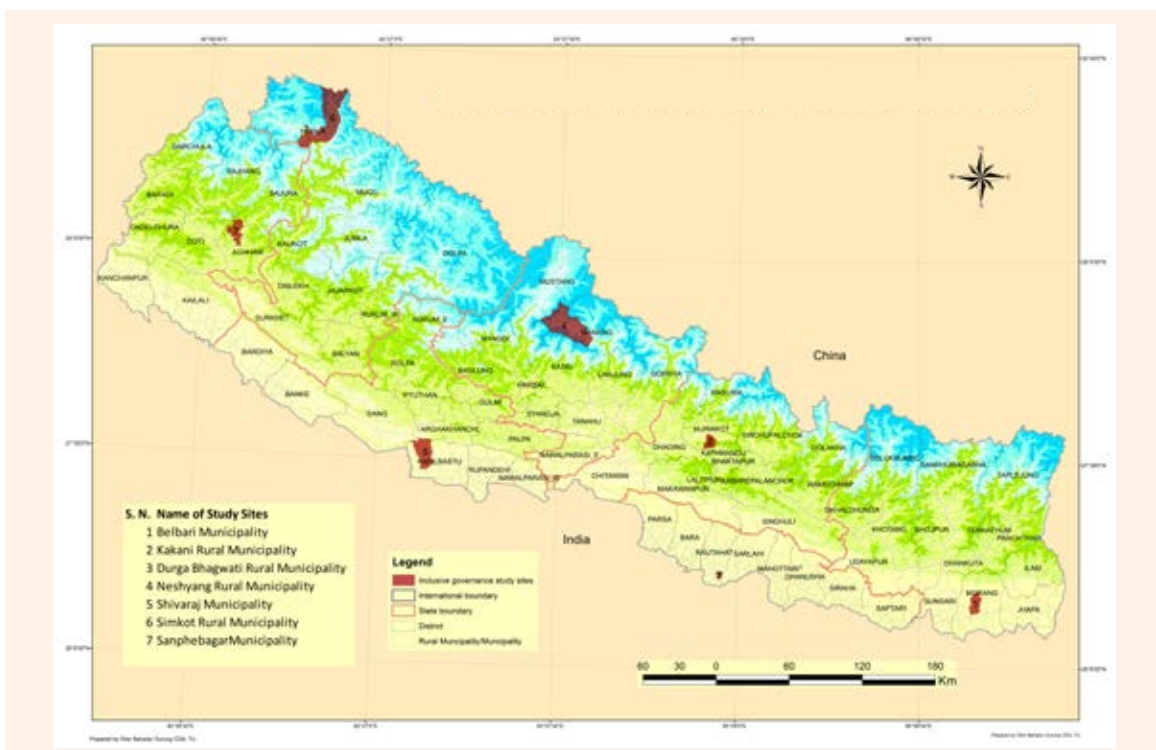 DARCHULA
BAJHANG
BAJURA
MUGU
BAITADI
DADELDHURA
DOTI
ACHHAM
KALIKOT
JUMLA
DOLPA
MUSTANG
KANCHANPUR
KAILALI
DAILEKH
JAJARKOT
SURKHET
MYAGDI
MANANG
China
BARDIYA
SALYAN
ROLPA
BAGLUNG
KASKI
LAMJUNG
GORKHA
RASUWA
BANKE
DANG
PYUTHAN
GULMI
PARBAT
SYANGJA
TANAHU
NUWAKOT
SINDHUPALCHOK
DOLAKHA
ARGHAKHANCHI
PALPA
DHADING
KATHMANDU
BHAKTAPUR
SOLUKHUMBU
SANKHUWASABHA
TAPLEJUNG
KAPILBASTU
RUPANDEHI
NAWALPARASI_E
NAWALPARASI_W
CHITAWAN
MAKAWANPUR
RAMECHHAP
OKHALDHUNGA
KHOTANG
BHOJPUR
PARSA
BARA
SINDHULI
India
RAUTAHAT
SARLAHI
MAHOTTARI
DHANUSHA
SIRAHA
SAPTARI
UDAYAPUR
DHANKUTA
ILAM
SUNSARI
MORANG
JHAPA
S. N. Name of Study Sites
1 Belbari Municipality
2 Kakani Rural Municipality
3 Durga Bhagwati Rural Municipality
4 Neshyang Rural Municipality
5 Shivaraj Municipality
6 Simkot Rural Municipality
7 SanphebagarMunicipality
Legend
Inclusive governance study sites
International boundary
State boundary
District
Rural Municipality/Municipality
60 30 0 60 120 180
Km